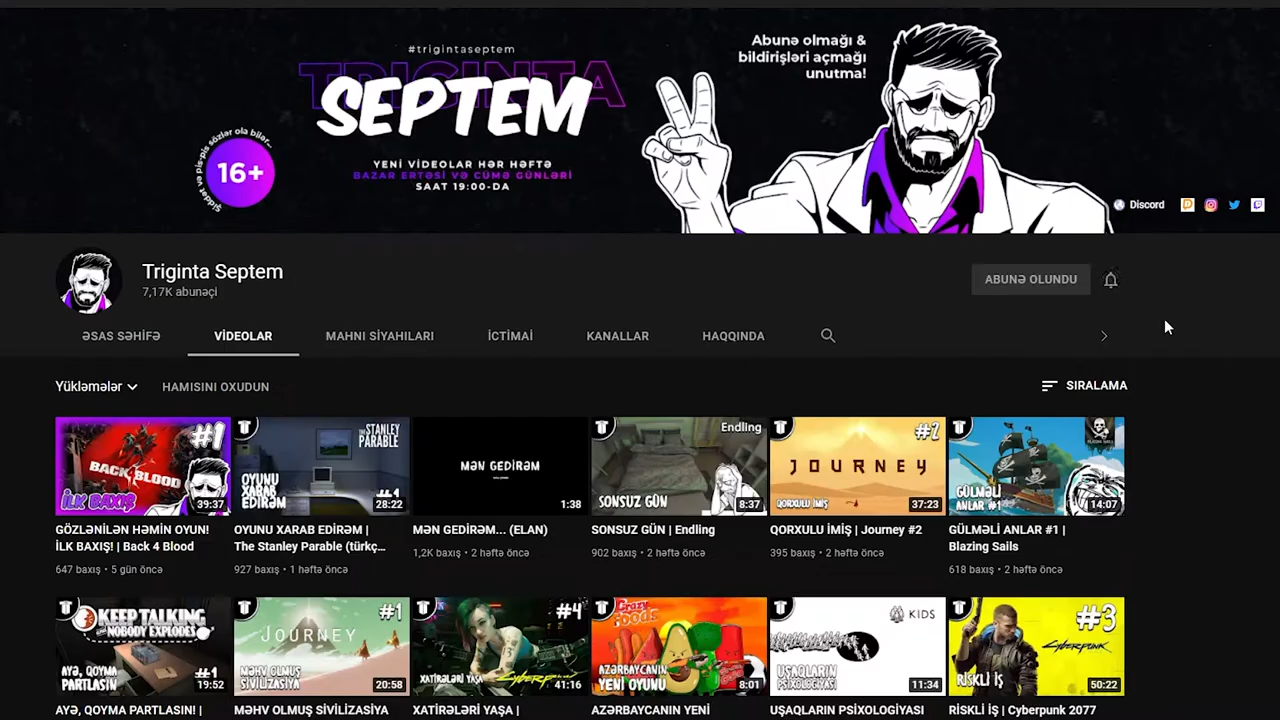 #trigintaseptem
TRIGINTA
SEPTEM
YENİ VİDEOLAR HƏR HƏFTƏ
BAZAR ERTƏSİ VƏ CÜMƏ GÜNLƏRİ
SAAT 19:00-DA
Şiddət və pis-pis sözlər ola bilər...
16+
Abunə olmağı &
bildirişləri açmağı
unutma!
Discord
Triginta Septem
7,17K abunəçi
ABUNƏ OLUNDU
ƏSAS SƏHİFƏ
VİDEOLAR
MAHNI SİYAHILARI
İCTİMAİ
KANALLAR
HAQQINDA
Yükləmələr
HAMISINI OXUDUN
SIRALAMA
#1
BACK BLOOD
İLK BAXIŞ
39:37
THE STANLEY
PARABLE
OYUNU
XARAB
EDİRƏM
#1
28:22
MƏN GEDİRƏM
1:38
Endling
SONSUZ GÜN
8:37
#2
JOURNEY
QORXULU İMİŞ
37:23
GÜLMƏLİ
ANLAR #1
14:07
GÖZLƏNİLƏN HƏMİN OYUN!
İLK BAXIŞ! | Back 4 Blood
647 baxış • 5 gün öncə
OYUNU XARAB EDİRƏM |
The Stanley Parable (türkç...
927 baxış • 1 həftə öncə
MƏN GEDİRƏM... (ELAN)
1,2K baxış • 2 həftə öncə
SONSUZ GÜN | Endling
902 baxış • 2 həftə öncə
QORXULU İMİŞ | Journey #2
395 baxış • 2 həftə öncə
GÜLMƏLİ ANLAR #1 |
Blazing Sails
618 baxış • 2 həftə öncə
KEEP TALKING
AND NOBODY EXPLODES
AYƏ, QOYMA
PARTLASIN
#1
19:52
#1
JOURNEY
MƏHV OLMUŞ
SİVİLİZASİYA
20:58
#4
XATİRƏLƏRİ YAŞA
CYBERPUNK
41:16
Crazy
Foods
AZƏRBAYCANIN
YENİ OYUNU
8:01
KIDS
UŞAQLARIN
PSİXOLOGİYASI
11:34
#3
CYBERPUNK
RİSKLİ İŞ
50:22
AYƏ, QOYMA PARTLASIN! |
MƏHV OLMUŞ SİVİLİZASİYA
XATİRƏLƏRİ YAŞA |
AZƏRBAYCANIN YENİ
UŞAQLARIN PSİXOLOGİYASI
RİSKLİ İŞ | Cyberpunk 2077